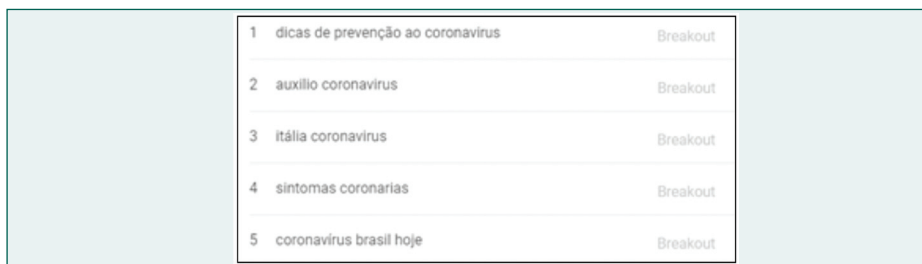 1 dicas de prevenção ao coronavirus Breakout
2 auxilio coronavirus Breakout
3 itália coronavirus Breakout
4 sintomas coronarias Breakout
5 coronavírus brasil hoje Breakout